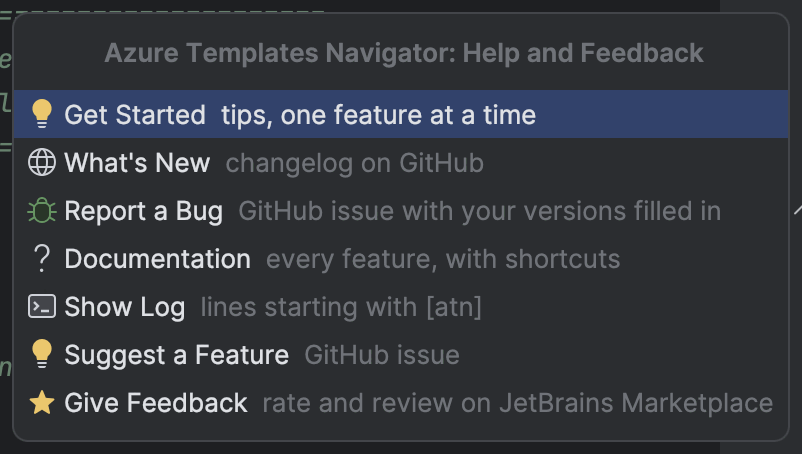 Azure Templates Navigator: Help and Feedback
Get Started tips, one feature at a time
What's New changelog on GitHub
Report a Bug GitHub issue with your versions filled in
Documentation every feature, with shortcuts
Show Log lines starting with [atn]
Suggest a Feature GitHub issue
Give Feedback rate and review on JetBrains Marketplace